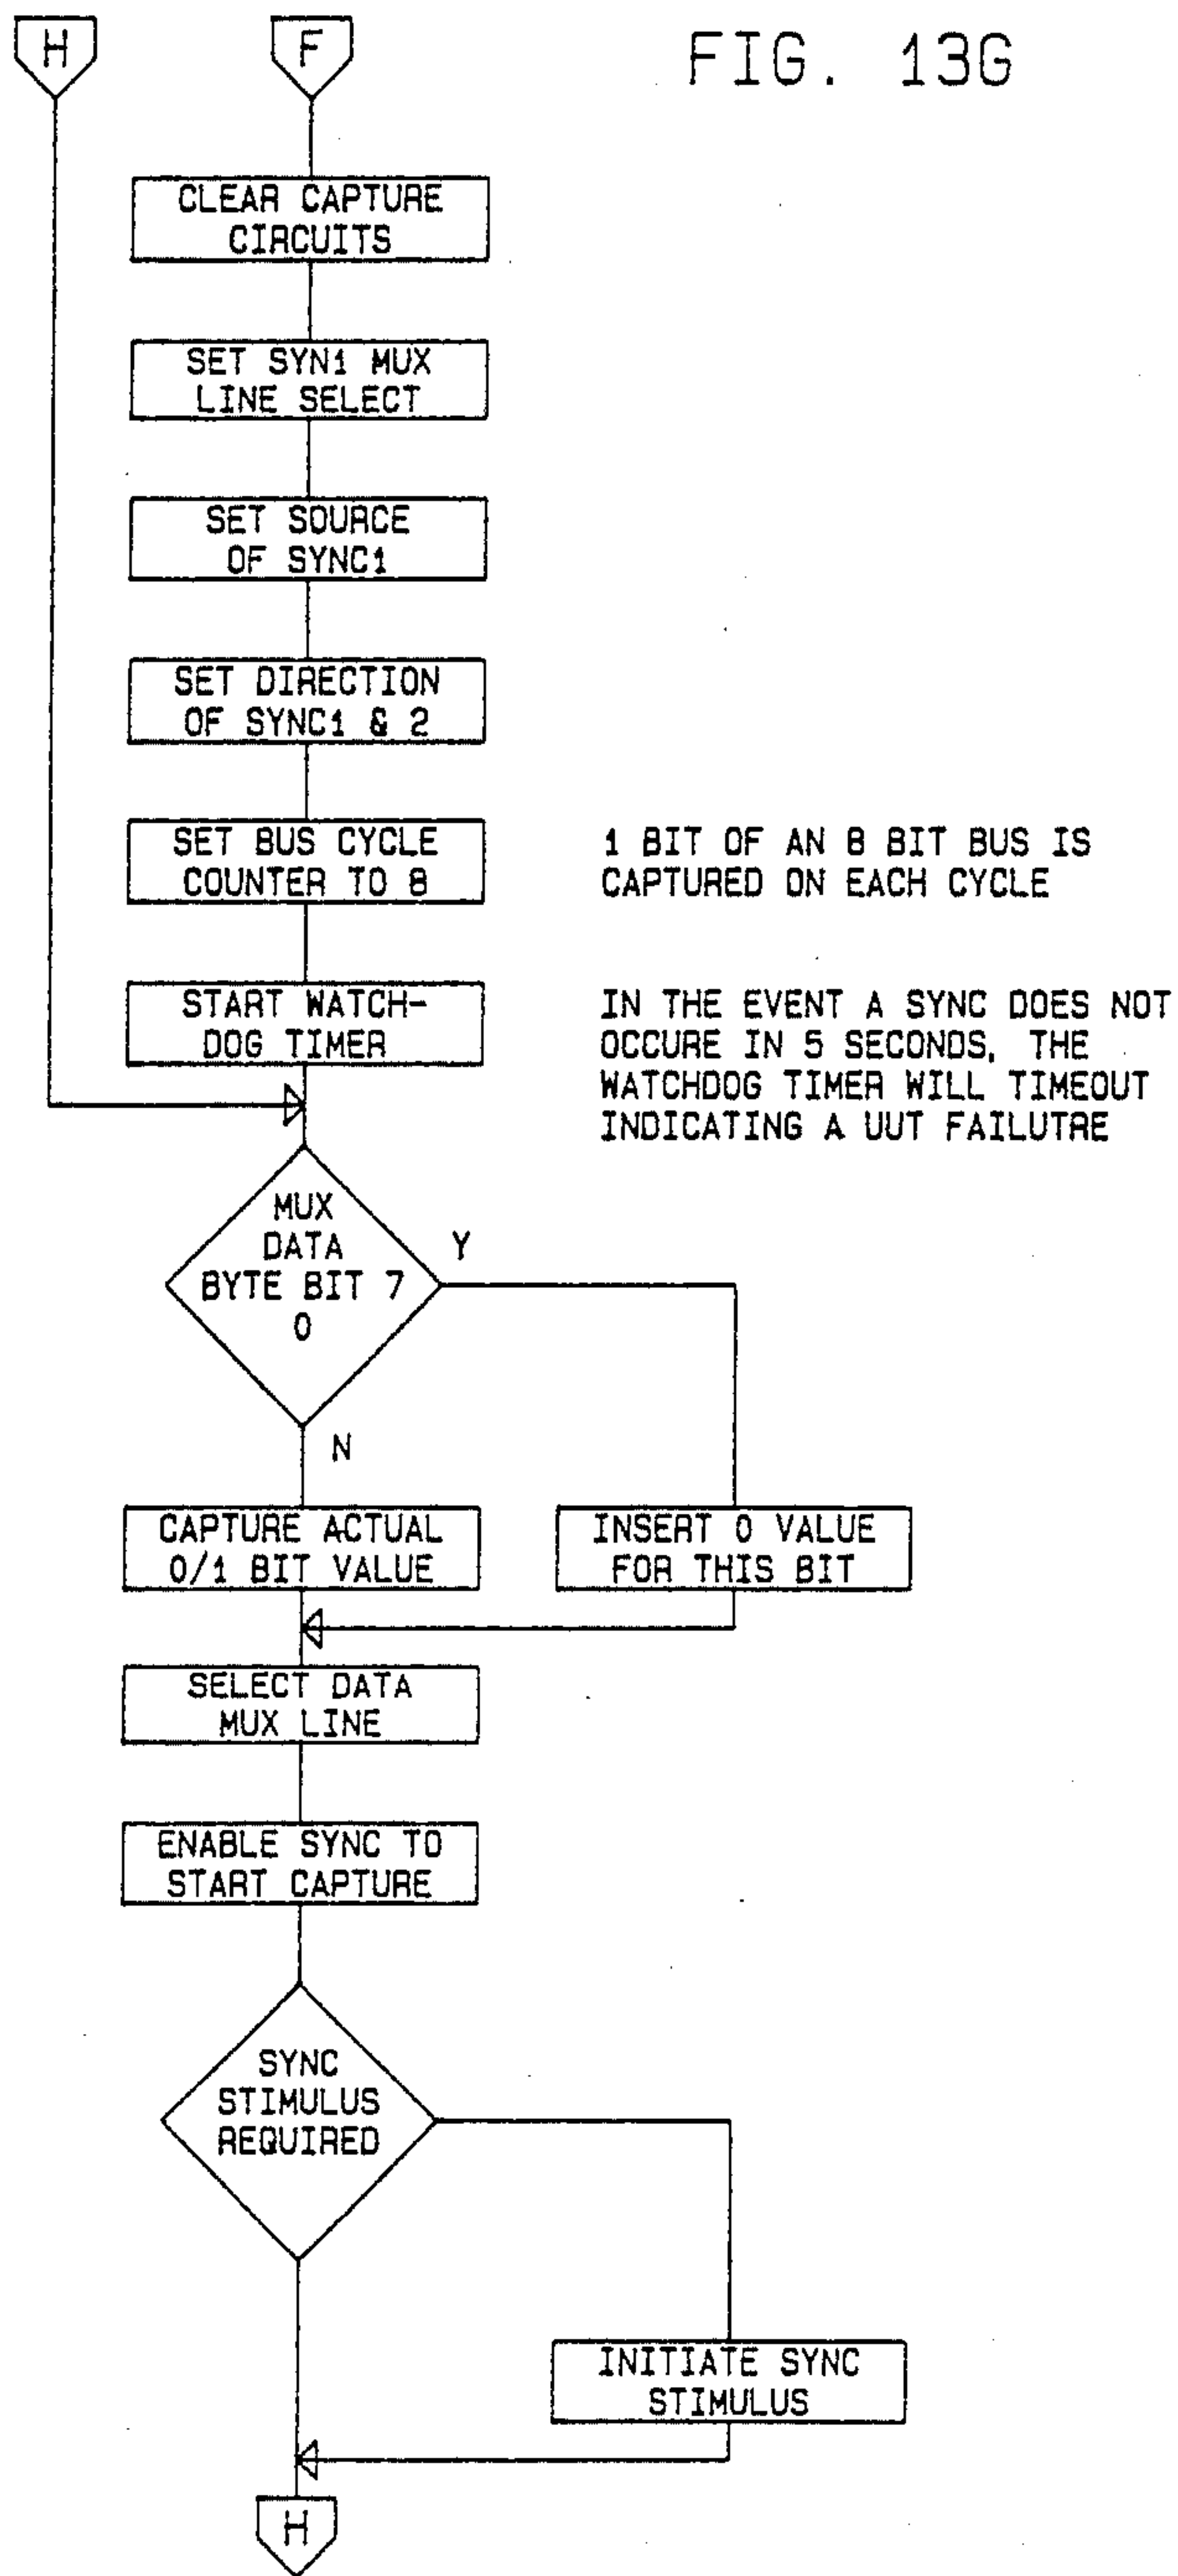 H
F
FIG. 13G
CLEAR CAPTURE
CIRCUITS
SET SYN1 MUX
LINE SELECT
SET SOURCE
OF SYNC1
SET DIRECTION
OF SYNC1 & 2
SET BUS CYCLE
COUNTER TO 8
1 BIT OF AN 8 BIT BUS IS
CAPTURED ON EACH CYCLE
START WATCH-
DOG TIMER
IN THE EVENT A SYNC DOES NOT
OCCURE IN 5 SECONDS, THE
WATCHDOG TIMER WILL TIMEOUT
INDICATING A UUT FAILUTRE
MUX
DATA
BYTE BIT 7
0
Y
N
CAPTURE ACTUAL
0/1 BIT VALUE
INSERT 0 VALUE
FOR THIS BIT
SELECT DATA
MUX LINE
ENABLE SYNC TO
START CAPTURE
SYNC
STIMULUS
REQUIRED
INITIATE SYNC
STIMULUS
H